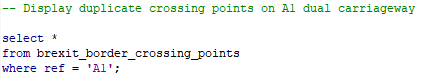 -- Display duplicate crossing points on A1 dual carriageway
select *
from brexit_border_crossing_points
where ref = 'A1';